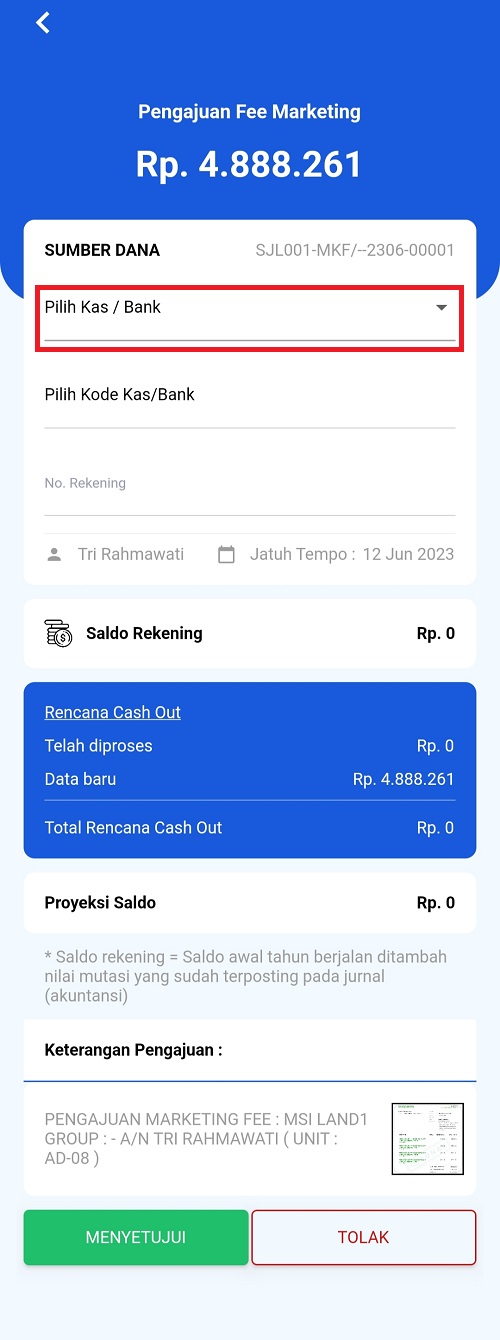 Pengajuan Fee Marketing
Rp. 4.888.261
SUMBER DANA SJL001-MKF/--2306-00001
Pilih Kas / Bank
Pilih Kode Kas/Bank
No. Rekening
Tri Rahmawati Jatuh Tempo : 12 Jun 2023
Saldo Rekening Rp. 0
Rencana Cash Out
Telah diproses Rp. 0
Data baru Rp. 4.888.261
Total Rencana Cash Out Rp. 0
Proyeksi Saldo Rp. 0
* Saldo rekening = Saldo awal tahun berjalan ditambah
nilai mutasi yang sudah terposting pada jurnal
(akuntansi)
Keterangan Pengajuan :
PENGAJUAN MARKETING FEE : MSI LAND1
GROUP : - A/N TRI RAHMAWATI ( UNIT :
AD-08 )
MENYETUJUI TOLAK